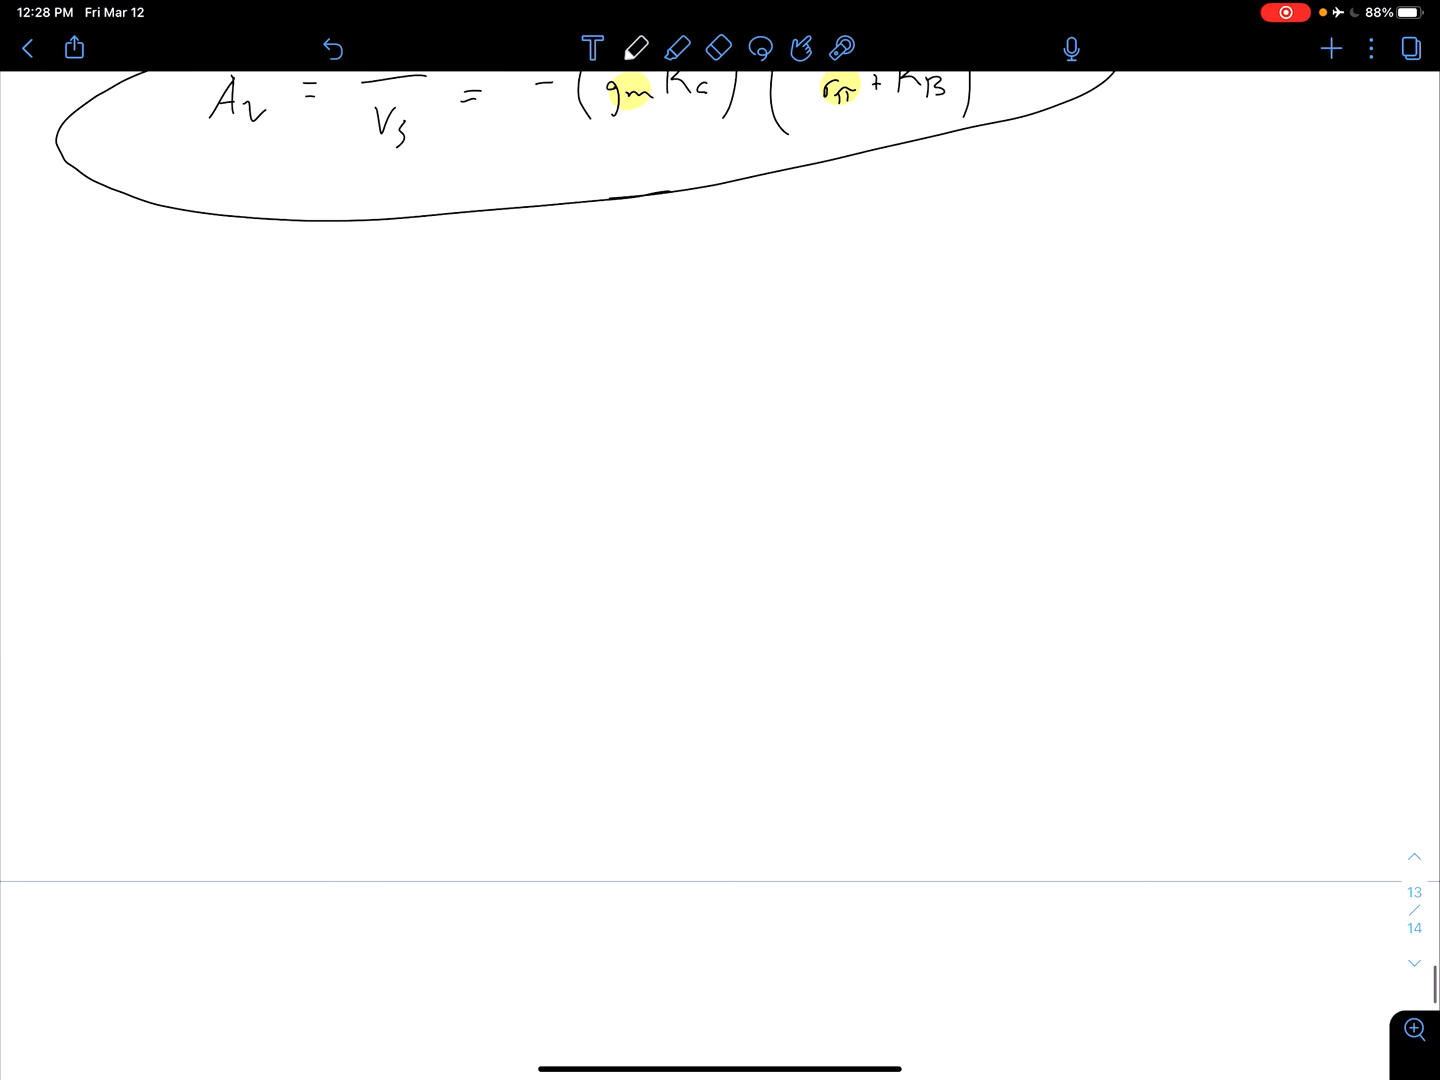 12:28 PM Fri Mar 12
88%
T
Av ≡ — = - (gm Rc) ( rπ + RB )
Vs
13
/
14